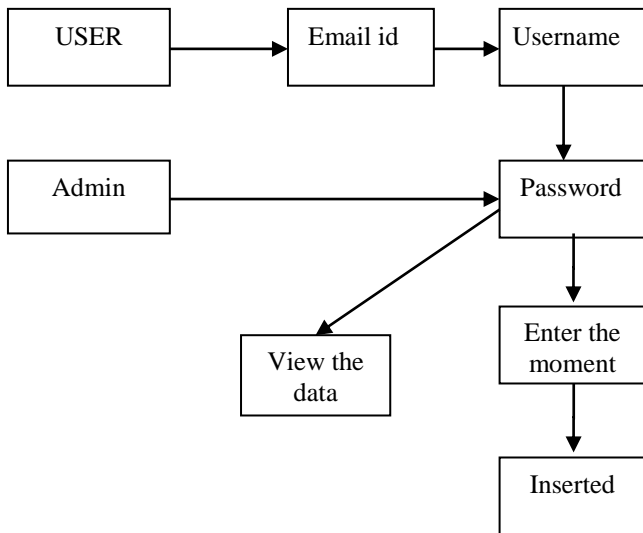 USER
Email id
Username
Admin
Password
View the
data
Enter the
moment
Inserted